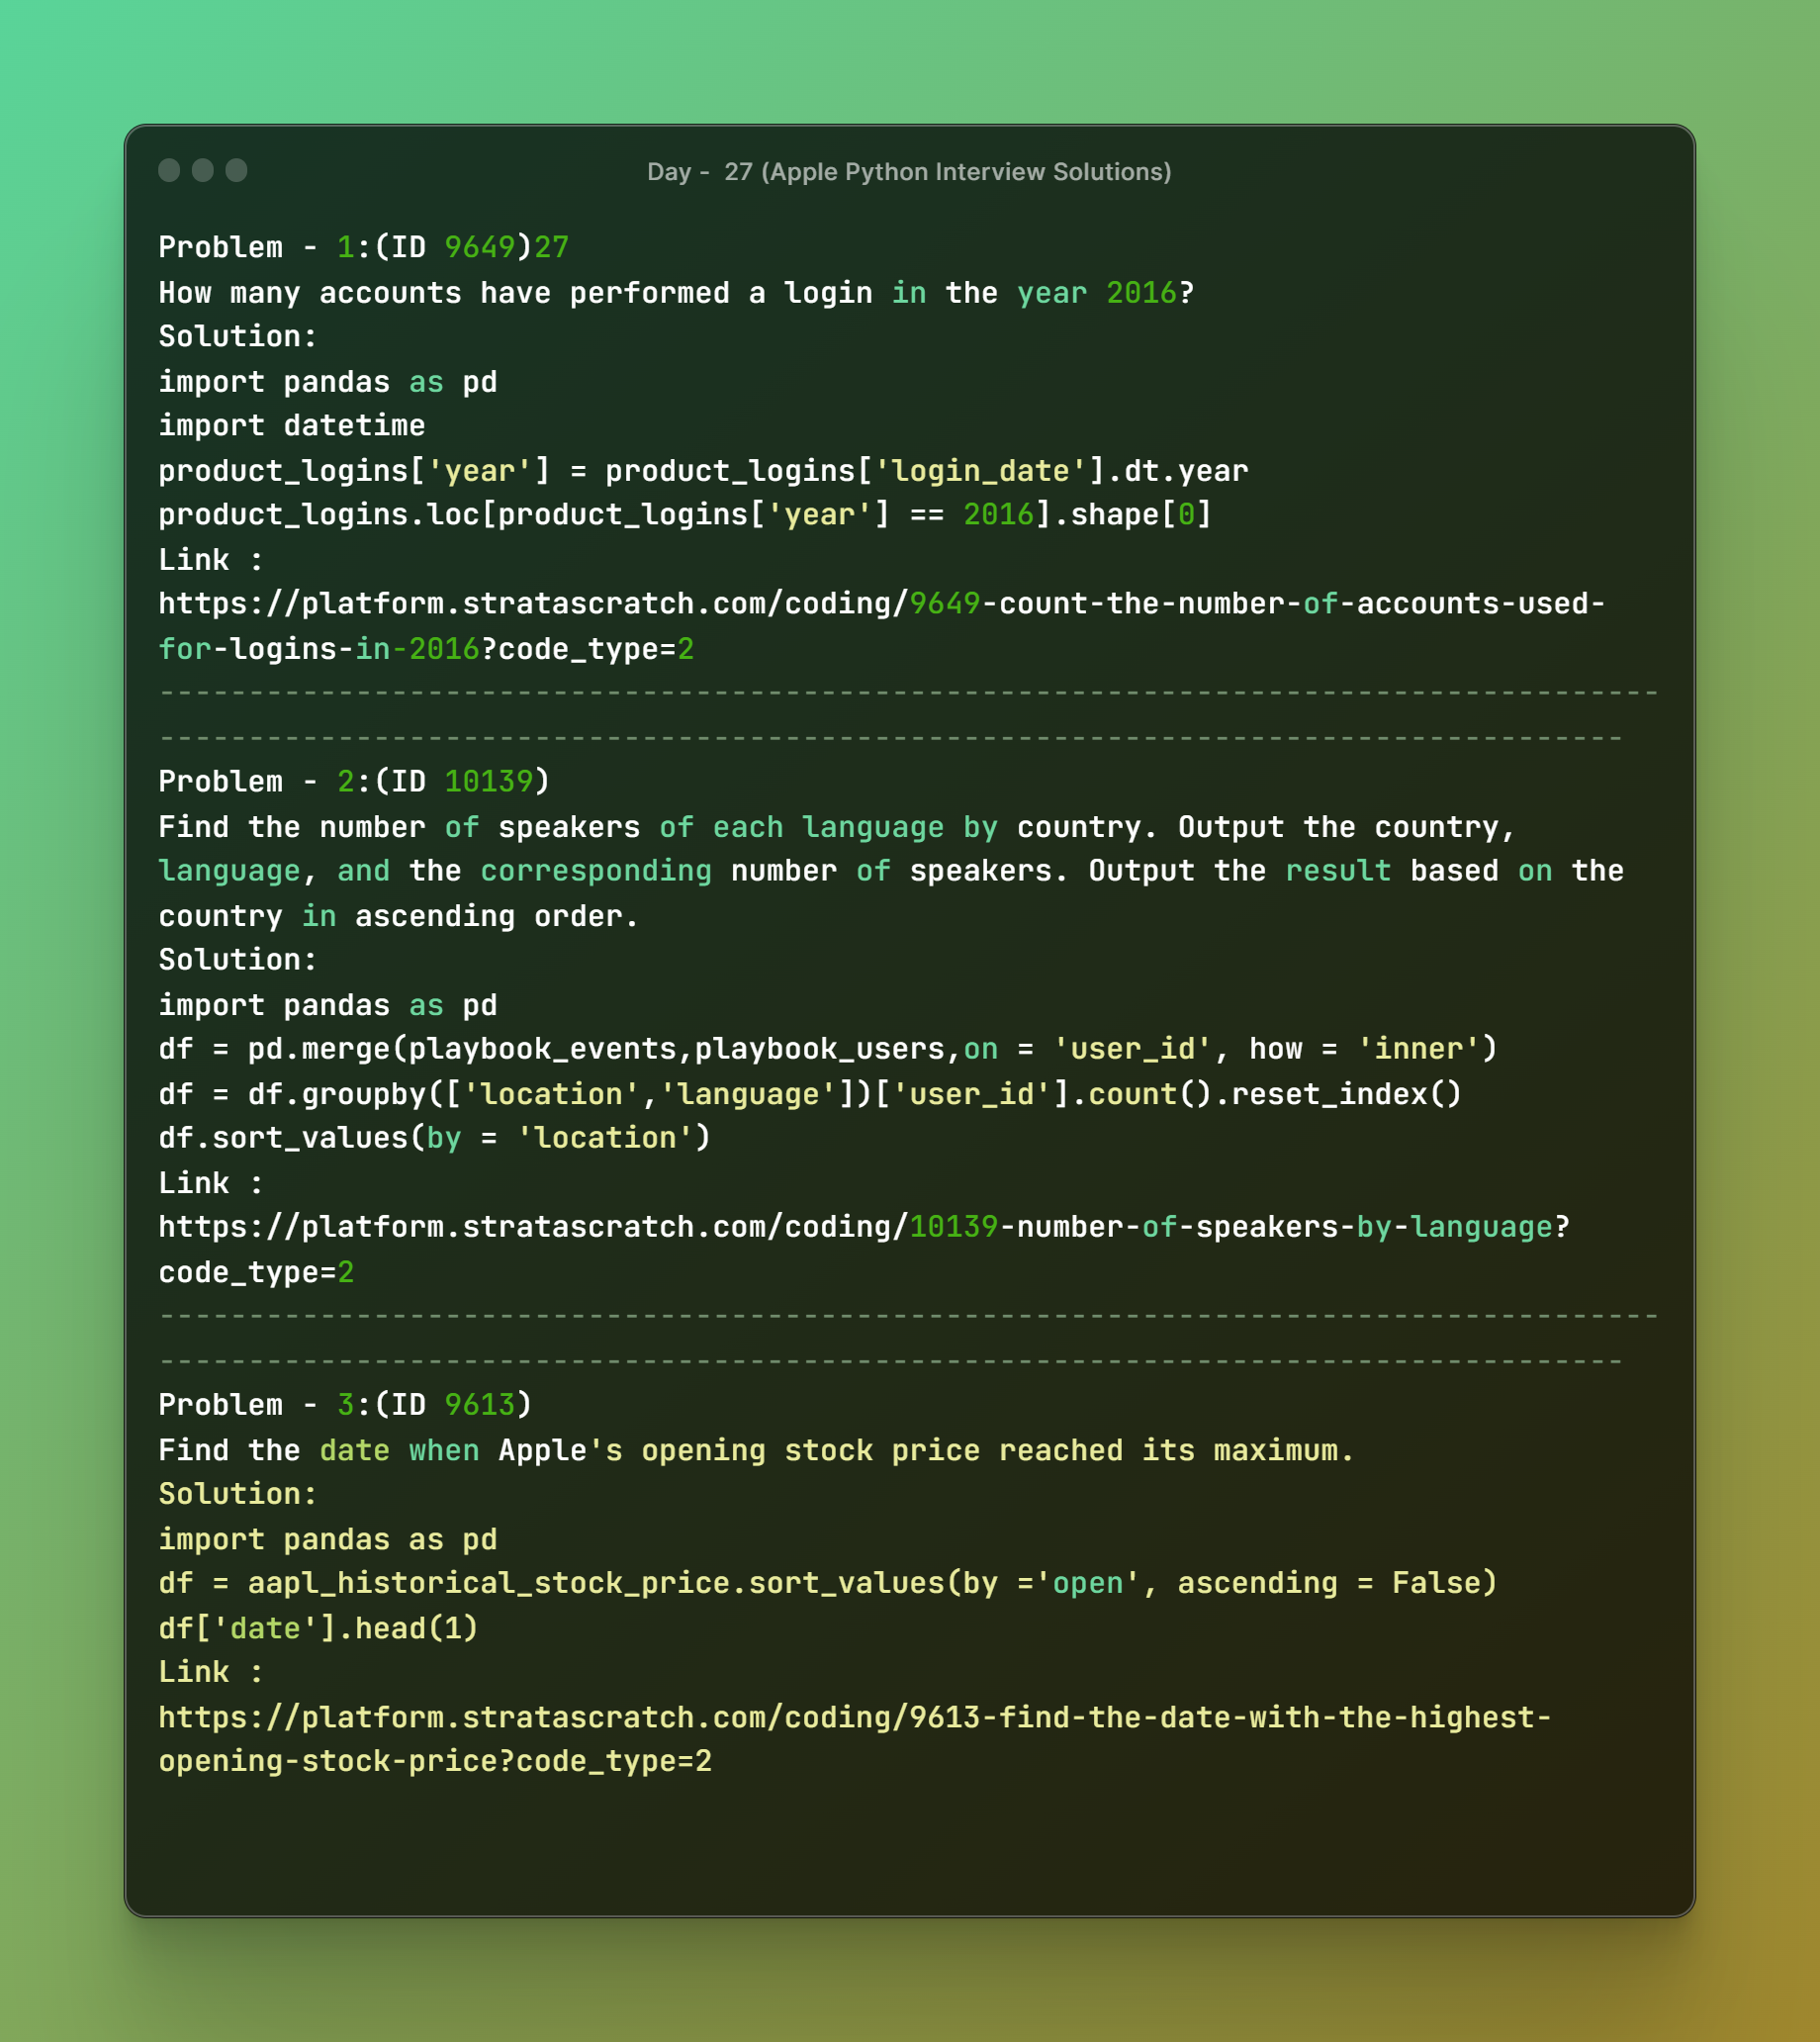 Day -  27 (Apple Python Interview Solutions)
Problem - 1:(ID 9649)27
How many accounts have performed a login in the year 2016?
Solution:
import pandas as pd
import datetime
product_logins['year'] = product_logins['login_date'].dt.year
product_logins.loc[product_logins['year'] == 2016].shape[0]
Link :
https://platform.stratascratch.com/coding/9649-count-the-number-of-accounts-used-
for-logins-in-2016?code_type=2
------------------------------------------------------------------------------------
----------------------------------------------------------------------------------
Problem - 2:(ID 10139)
Find the number of speakers of each language by country. Output the country,
language, and the corresponding number of speakers. Output the result based on the
country in ascending order.
Solution:
import pandas as pd
df = pd.merge(playbook_events,playbook_users,on = 'user_id', how = 'inner')
df = df.groupby(['location','language'])['user_id'].count().reset_index()
df.sort_values(by = 'location')
Link :
https://platform.stratascratch.com/coding/10139-number-of-speakers-by-language?
code_type=2
------------------------------------------------------------------------------------
----------------------------------------------------------------------------------
Problem - 3:(ID 9613)
Find the date when Apple's opening stock price reached its maximum.
Solution:
import pandas as pd
df = aapl_historical_stock_price.sort_values(by ='open', ascending = False)
df['date'].head(1)
Link :
https://platform.stratascratch.com/coding/9613-find-the-date-with-the-highest-
opening-stock-price?code_type=2